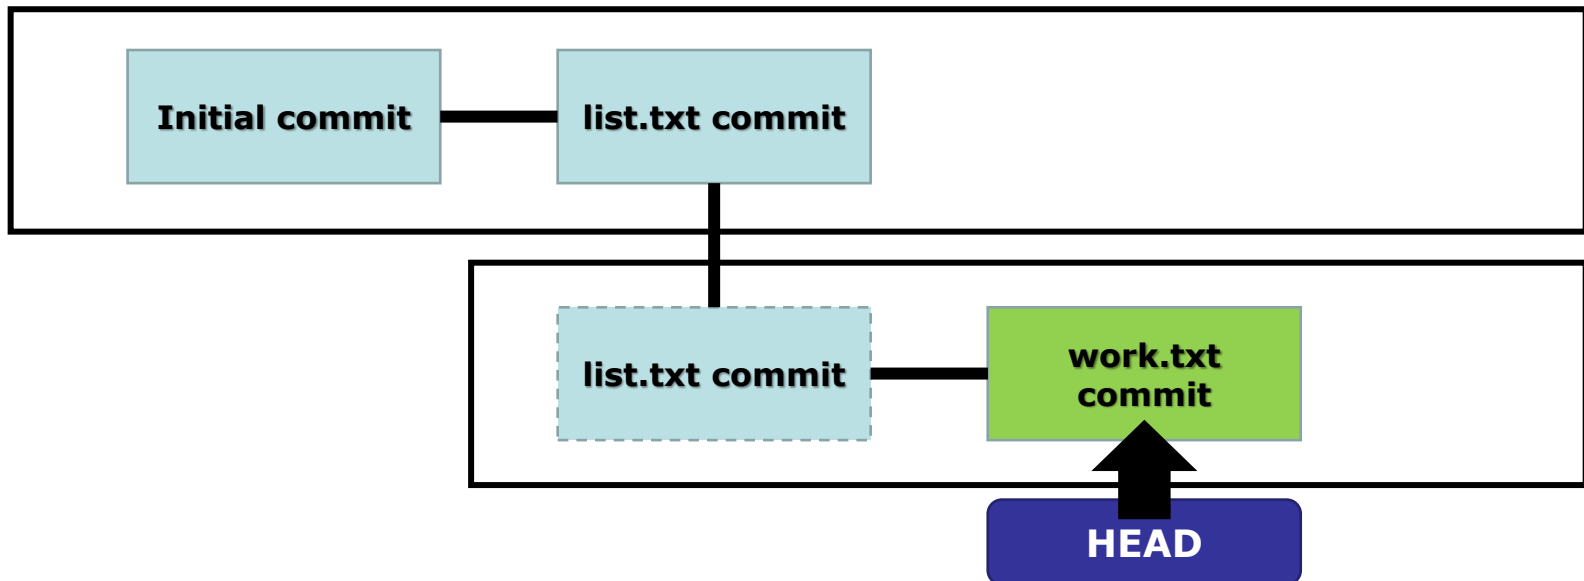 Initial commit
list.txt commit
list.txt commit
work.txt
commit
HEAD